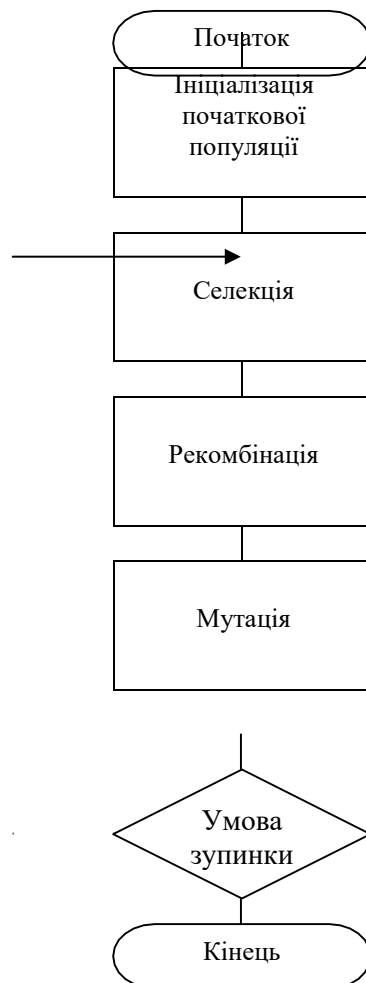 Початок
Ініціалізація
початкової
популяції
Селекція
Рекомбінація
Мутація
Умова
зупинки
Кінець